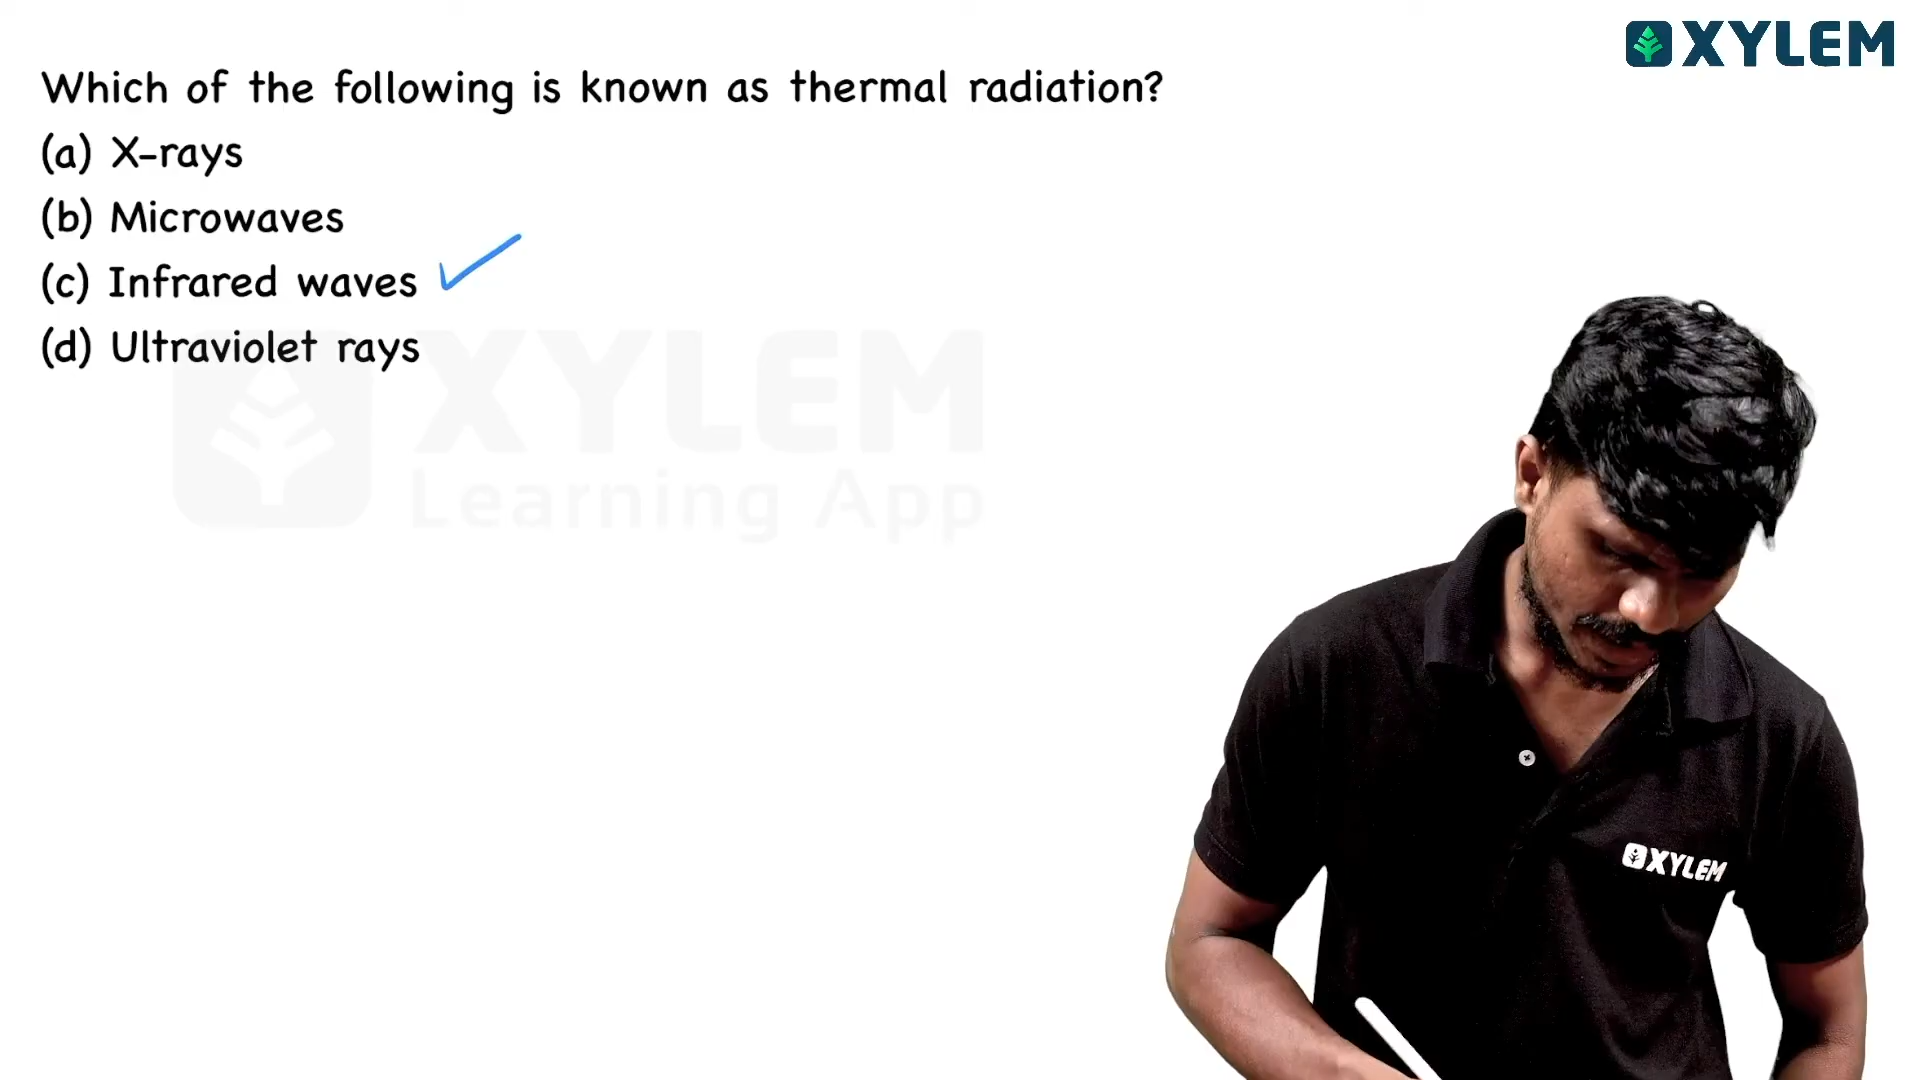 XYLEM
Which of the following is known as thermal radiation?
(a) X-rays
(b) Microwaves
(c) Infrared waves
(d) Ultraviolet rays
XYLEM
Learning App
XYLEM